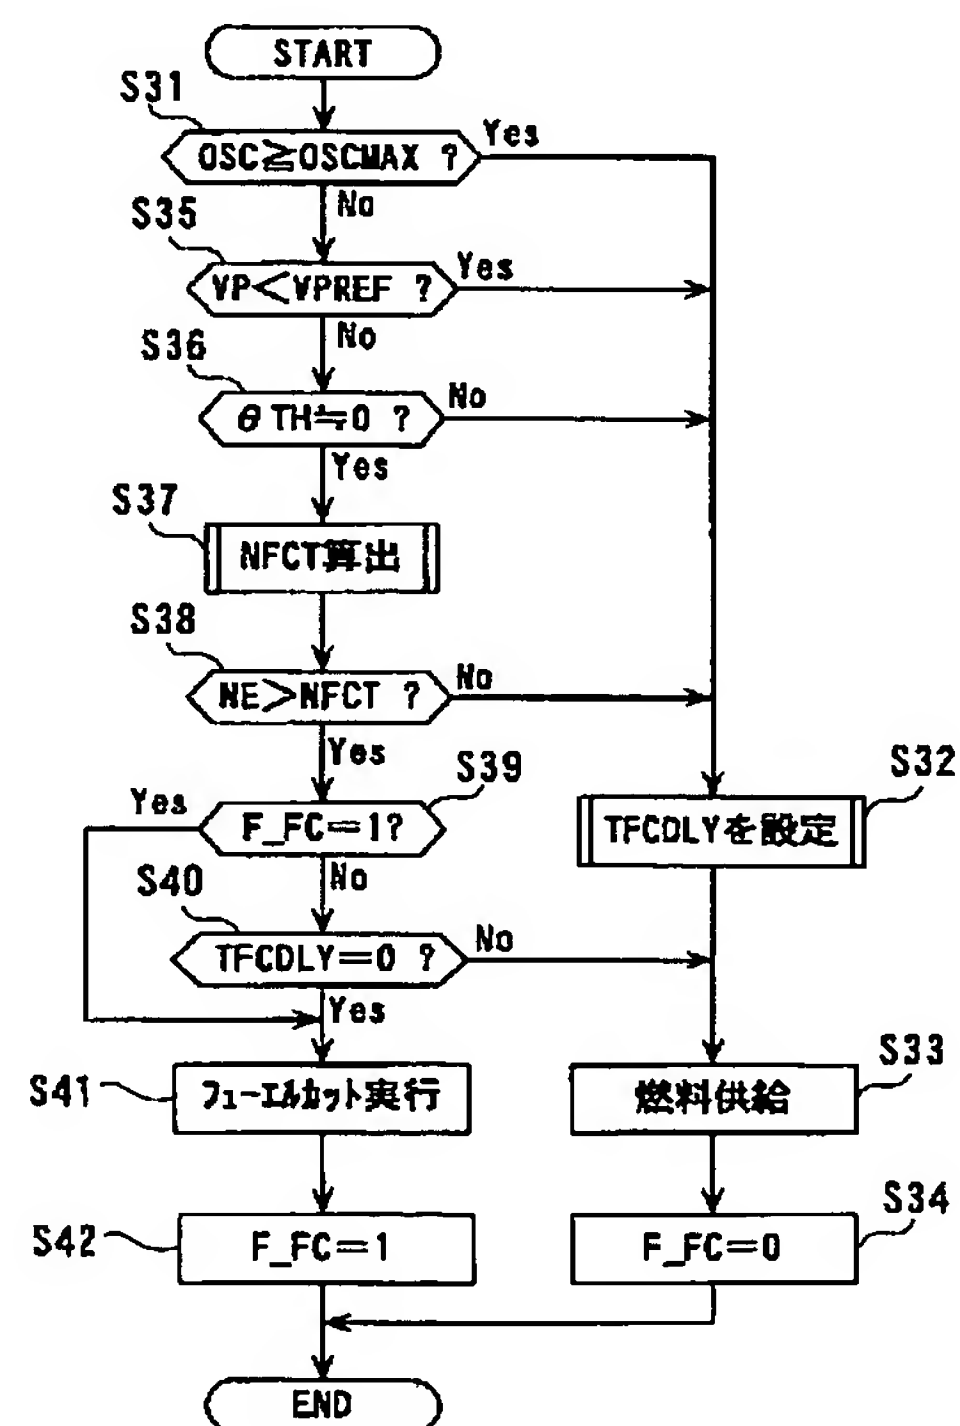 START
S31
OSC≧OSCMAX ?
Yes
No
S35
VP<VPREF ?
Yes
No
S36
θTH≒0 ?
No
Yes
S37
NFCT算出
S38
NE>NFCT ?
No
Yes
S39
F_FC=1?
Yes
No
S32
TFCDLYを設定
S40
TFCDLY=0 ?
No
Yes
S41
フューエルカット実行
S33
燃料供給
S42
F_FC=1
S34
F_FC=0
END